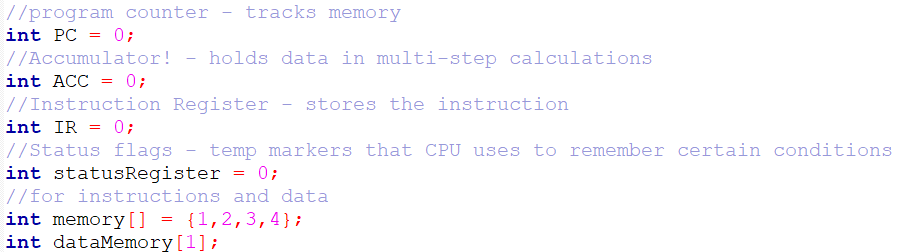 //program counter - tracks memory
int PC = 0;
//Accumulator! - holds data in multi-step calculations
int ACC = 0;
//Instruction Register - stores the instruction
int IR = 0;
//Status flags - temp markers that CPU uses to remember certain conditions
int statusRegister = 0;
//for instructions and data
int memory[] = {1,2,3,4};
int dataMemory[1];